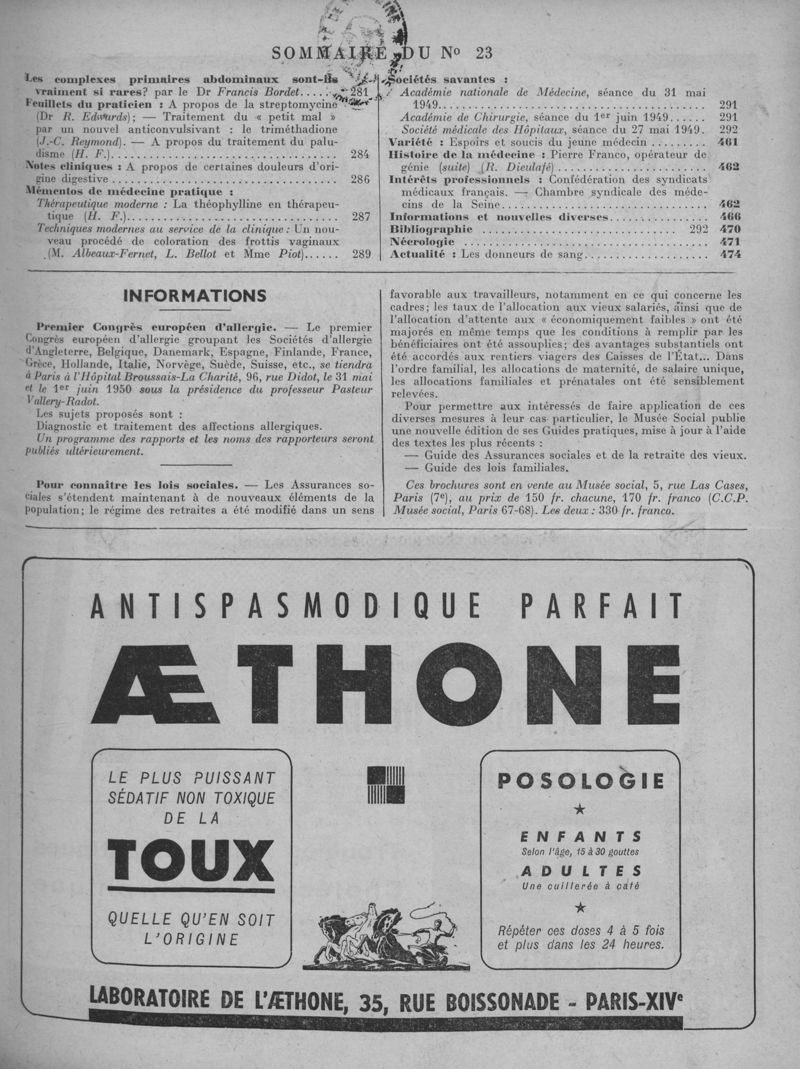 SOMMAIRE DU Nº 23
Les complexes primaires abdominaux sont-ils
vraiment si rares? par le Dr Francis Bordet..... 281
Feuillets du praticien : A propos de la streptomycine
(Dr R. Edwards); — Traitement du « petit mal »
par un nouvel anticonvulsivant : le triméthadione
(J.-C. Reymond). — A propos du traitement du palu-
disme (H. F.)..................................... 284
Notes cliniques : A propos de certaines douleurs d'ori-
gine digestive ..................................... 286
Mémentos de médecine pratique :
Thérapeutique moderne : La théophylline en thérapeu-
tique (H. F.)..................................... 287
Techniques modernes au service de la clinique : Un nou-
veau procédé de coloration des frottis vaginaux
(M. Albeaux-Fernet, L. Bellot et Mme Piot)...... 289
Sociétés savantes :
Académie nationale de Médecine, séance du 31 mai
1949............................................. 291
Académie de Chirurgie, séance du 1er juin 1949...... 291
Société médicale des Hôpitaux, séance du 27 mai 1949. 292
Variété : Espoirs et soucis du jeune médecin ......... 461
Histoire de la médecine : Pierre Franco, opérateur de
génie (suite) (R. Dieulafé) ......................... 462
Intérêts professionnels : Confédération des syndicats
médicaux français. — Chambre syndicale des méde-
cins de la Seine................................. 462
Informations et nouvelles diverses................ 466
Bibliographie .............................. 292 470
Nécrologie ........................................ 471
Actualité : Les donneurs de sang.................... 474
INFORMATIONS
Premier Congrès européen d'allergie. — Le premier
Congrès européen d'allergie groupant les Sociétés d'allergie
d'Angleterre, Belgique, Danemark, Espagne, Finlande, France,
Grèce, Hollande, Italie, Norvège, Suède, Suisse, etc., se tiendra
à Paris à l'Hôpital Broussais-La Charité, 96, rue Didot, le 31 mai
et le 1er juin 1950 sous la présidence du professeur Pasteur
Vallery-Radot.
Les sujets proposés sont :
Diagnostic et traitement des affections allergiques.
Un programme des rapports et les noms des rapporteurs seront
publiés ultérieurement.
Pour connaître les lois sociales. — Les Assurances so-
ciales s'étendent maintenant à de nouveaux éléments de la
population; le régime des retraites a été modifié dans un sens
favorable aux travailleurs, notamment en ce qui concerne les
cadres; les taux de l'allocation aux vieux salariés, ainsi que de
l'allocation d'attente aux « économiquement faibles » ont été
majorés en même temps que les conditions à remplir par les
bénéficiaires ont été assouplies; des avantages substantiels ont
été accordés aux rentiers viagers des Caisses de l'État... Dans
l'ordre familial, les allocations de maternité, de salaire unique,
les allocations familiales et prénatales ont été sensiblement
relevées.
Pour permettre aux intéressés de faire application de ces
diverses mesures à leur cas particulier, le Musée Social publie
une nouvelle édition de ses Guides pratiques, mise à jour à l'aide
des textes les plus récents :
— Guide des Assurances sociales et de la retraite des vieux.
— Guide des lois familiales.
Ces brochures sont en vente au Musée social, 5, rue Las Cases,
Paris (7e), au prix de 150 fr. chacune, 170 fr. franco (C.C.P.
Musée social, Paris 67-68). Les deux : 330 fr. franco.
ANTISPASMODIQUE PARFAIT
ÆTHONE
LE PLUS PUISSANT
SÉDATIF NON TOXIQUE
DE LA
TOUX
QUELLE QU'EN SOIT
L'ORIGINE
POSOLOGIE
ENFANTS
Selon l'âge, 15 à 30 gouttes
ADULTES
Une cuillerée à café
Répéter ces doses 4 à 5 fois
et plus dans les 24 heures.
LABORATOIRE DE L'ÆTHONE, 35, RUE BOISSONADE - PARIS-XIVe